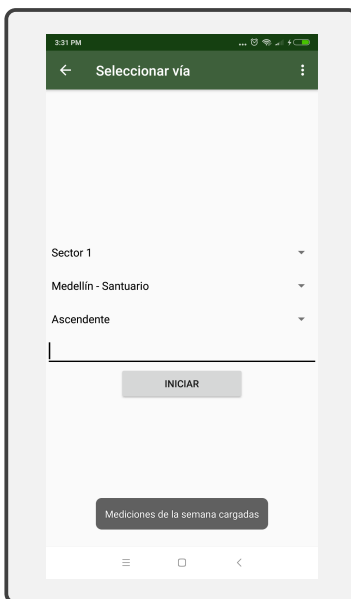 3:31 PM
Seleccionar vía
Sector 1
Medellín - Santuario
Ascendente
INICIAR
Mediciones de la semana cargadas